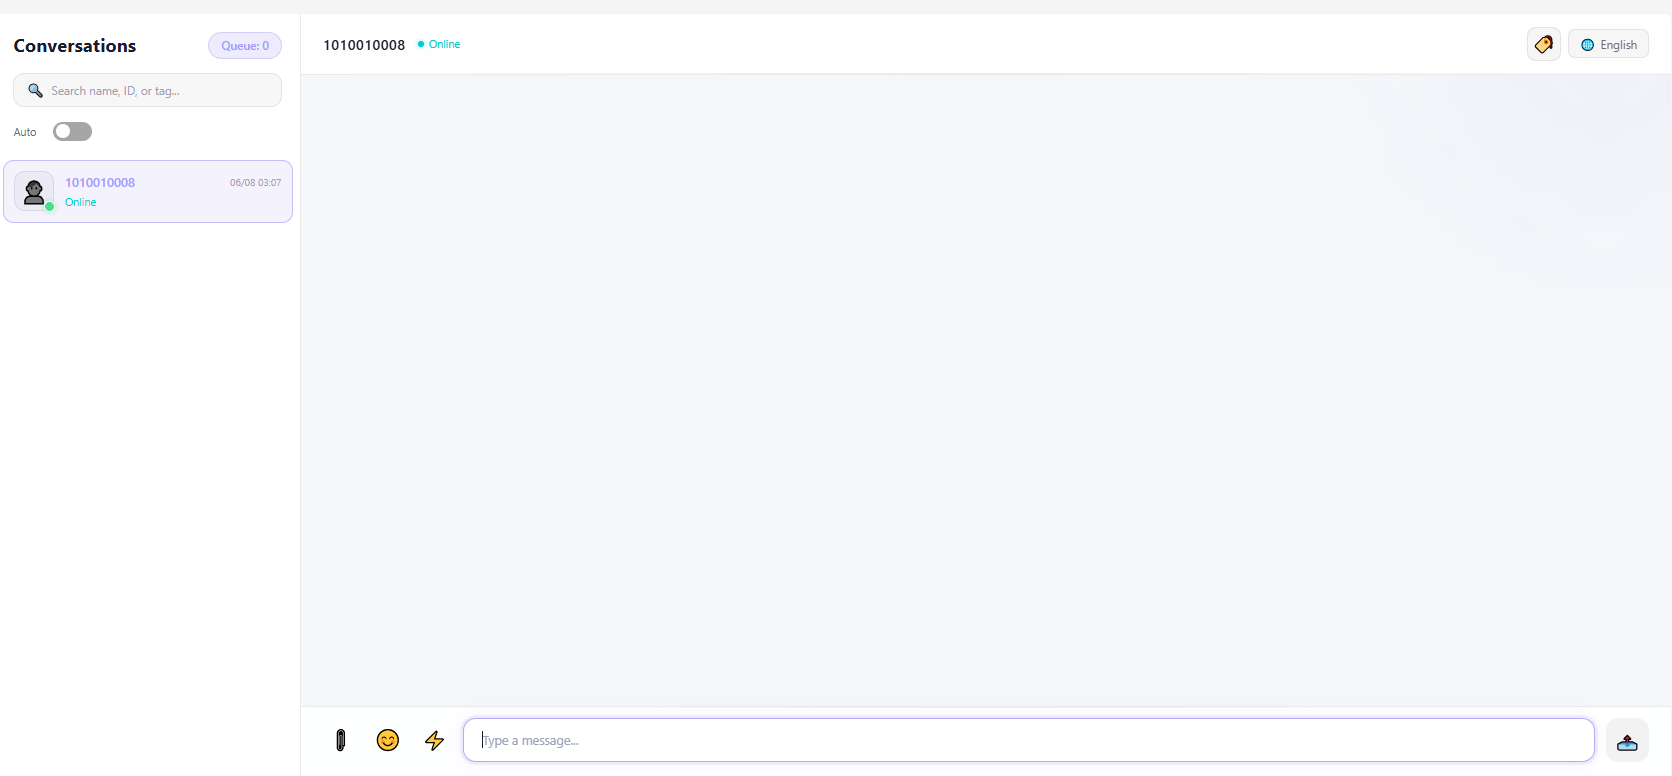 Conversations
Queue: 0
Search name, ID, or tag...
Auto
1010010008
06/08 03:07
Online
1010010008
Online
English
Type a message...